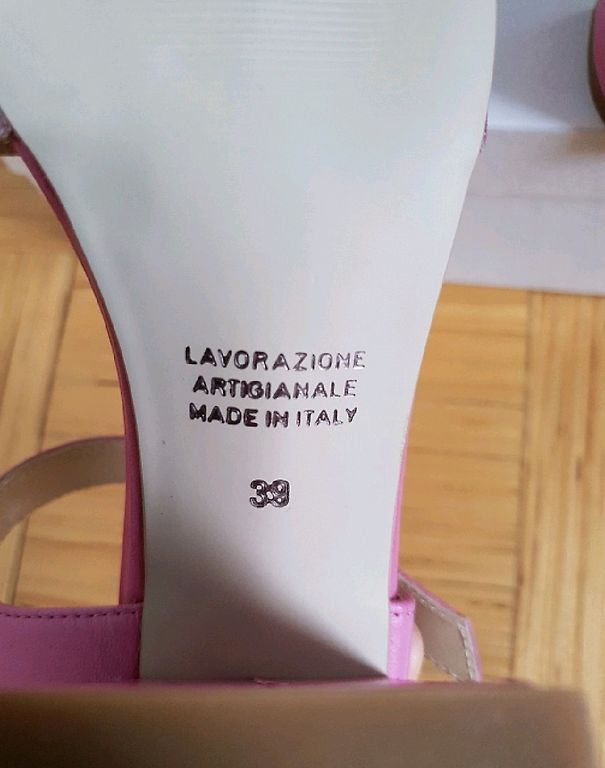 LAVORAZIONE
ARTIGIANALE
MADE IN ITALY
39